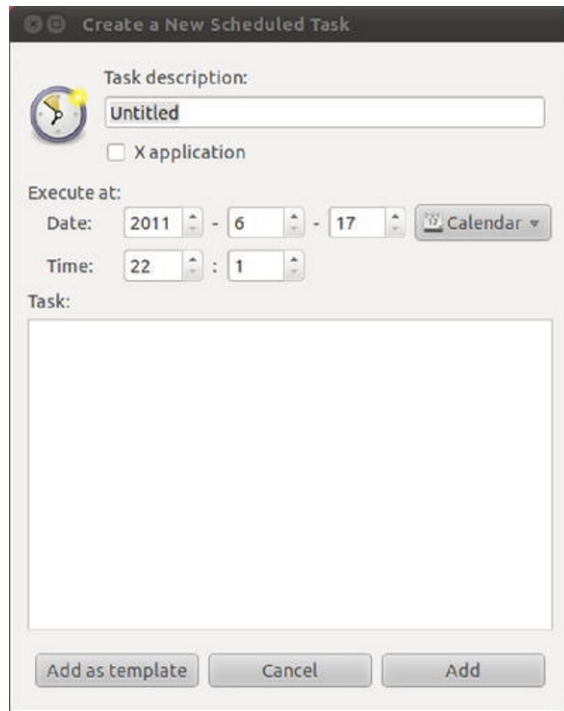 Create a New Scheduled Task
Task description:
Untitled
X application
Execute at:
Date: 2011 - 6 - 17 Calendar
Time: 22 : 1
Task:
Add as template Cancel Add